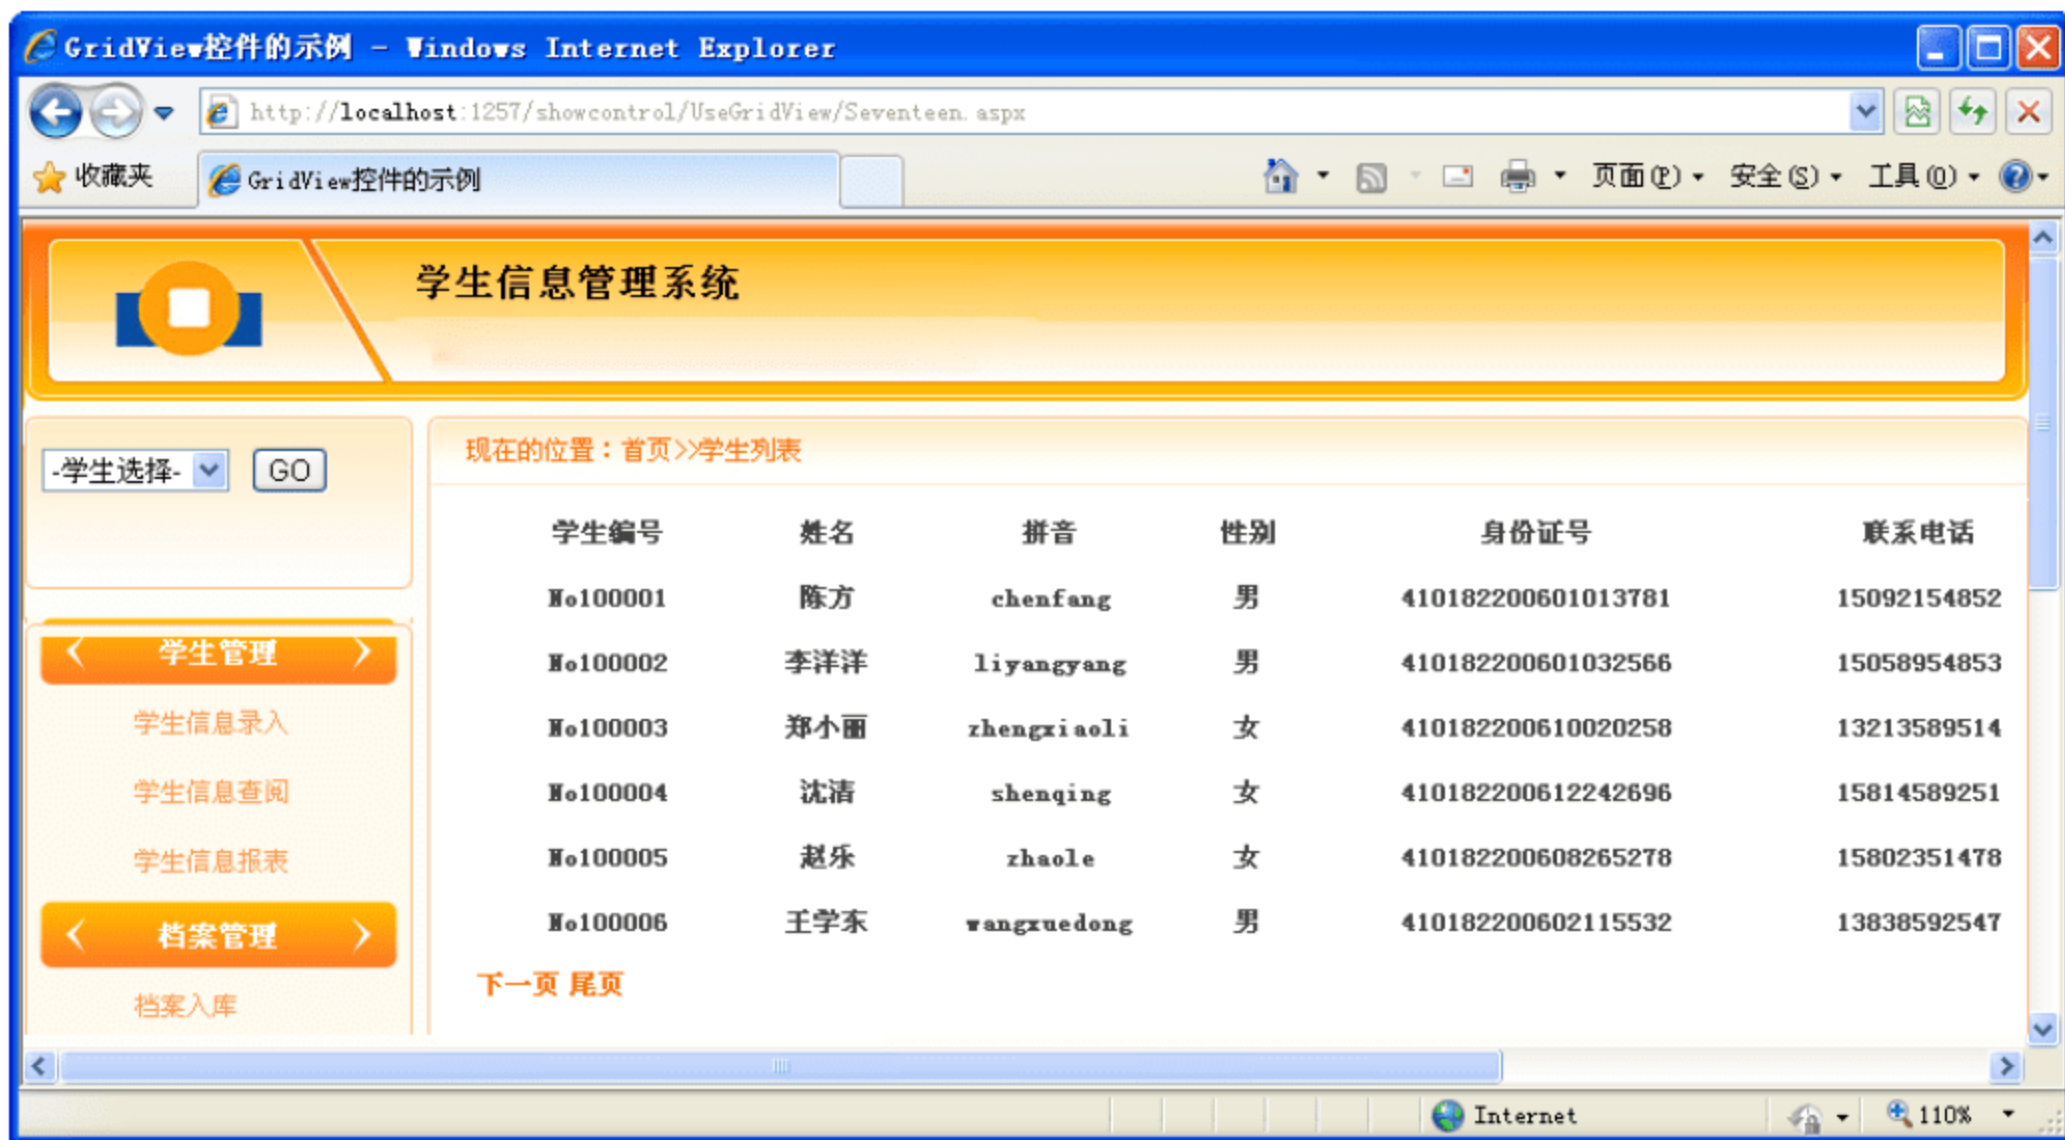 GridView控件的示例 - Windows Internet Explorer
http://localhost:1257/showcontrol/UseGridView/Seventeen.aspx
收藏夹 GridView控件的示例 页面(P) 安全(S) 工具(O)
学生信息管理系统
-学生选择- GO
现在的位置：首页>>学生列表
学生编号 姓名 拼音 性别 身份证号 联系电话
No100001 陈方 chenfang 男 410182200601013781 15092154852
No100002 李洋洋 liyangyang 男 410182200601032566 15058954853
No100003 郑小丽 zhengxiaoli 女 410182200610020258 13213589514
No100004 沈清 shenqing 女 410182200612242696 15814589251
No100005 赵乐 zhaole 女 410182200608265278 15802351478
No100006 王学东 wangxuedong 男 410182200602115532 13838592547
下一页 尾页
学生管理
学生信息录入
学生信息查阅
学生信息报表
档案管理
档案入库
Internet 110%